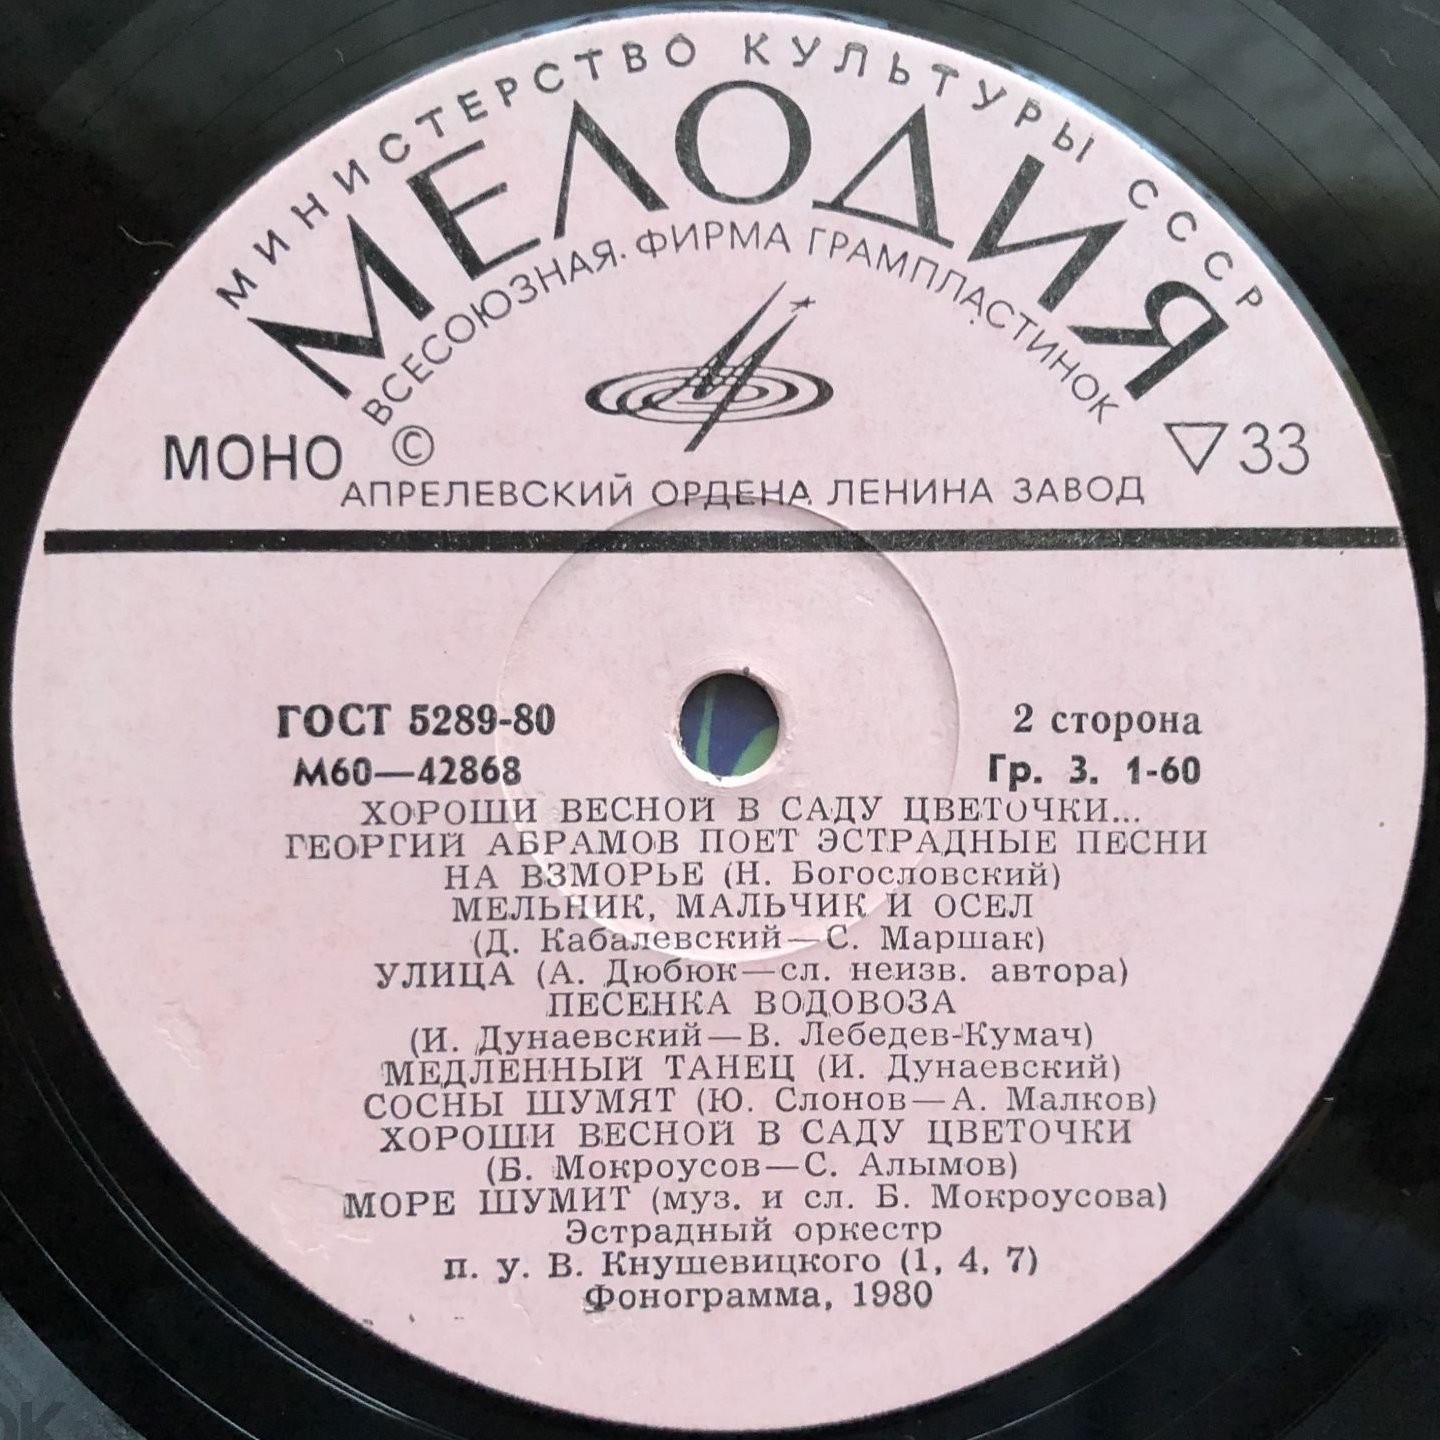 МИНИСТЕРСТВО КУЛЬТУРЫ СССР
МЕЛОДИЯ
ВСЕСОЮЗНАЯ ФИРМА ГРАМПЛАСТИНОК
МОНО © ▽ 33
АПРЕЛЕВСКИЙ ОРДЕНА ЛЕНИНА ЗАВОД
ГОСТ 5289-80 2 сторона
М60—42868 Гр. 3. 1-60
ХОРОШИ ВЕСНОЙ В САДУ ЦВЕТОЧКИ...
ГЕОРГИЙ АБРАМОВ ПОЕТ ЭСТРАДНЫЕ ПЕСНИ
НА ВЗМОРЬЕ (Н. Богословский)
МЕЛЬНИК, МАЛЬЧИК И ОСЕЛ
(Д. Кабалевский—С. Маршак)
УЛИЦА (А. Дюбюк—сл. неизв. автора)
ПЕСЕНКА ВОДОВОЗА
(И. Дунаевский—В. Лебедев-Кумач)
МЕДЛЕННЫЙ ТАНЕЦ (И. Дунаевский)
СОСНЫ ШУМЯТ (Ю. Слонов—А. Малков)
ХОРОШИ ВЕСНОЙ В САДУ ЦВЕТОЧКИ
(Б. Мокроусов—С. Алымов)
МОРЕ ШУМИТ (муз. и сл. Б. Мокроусова)
Эстрадный оркестр
п. у. В. Кнушевицкого (1, 4, 7)
Фонограмма, 1980